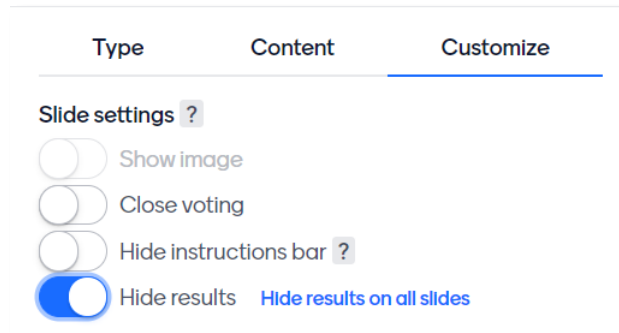 Type Content Customize
Slide settings ?
Show image
Close voting
Hide instructions bar ?
Hide results Hide results on all slides